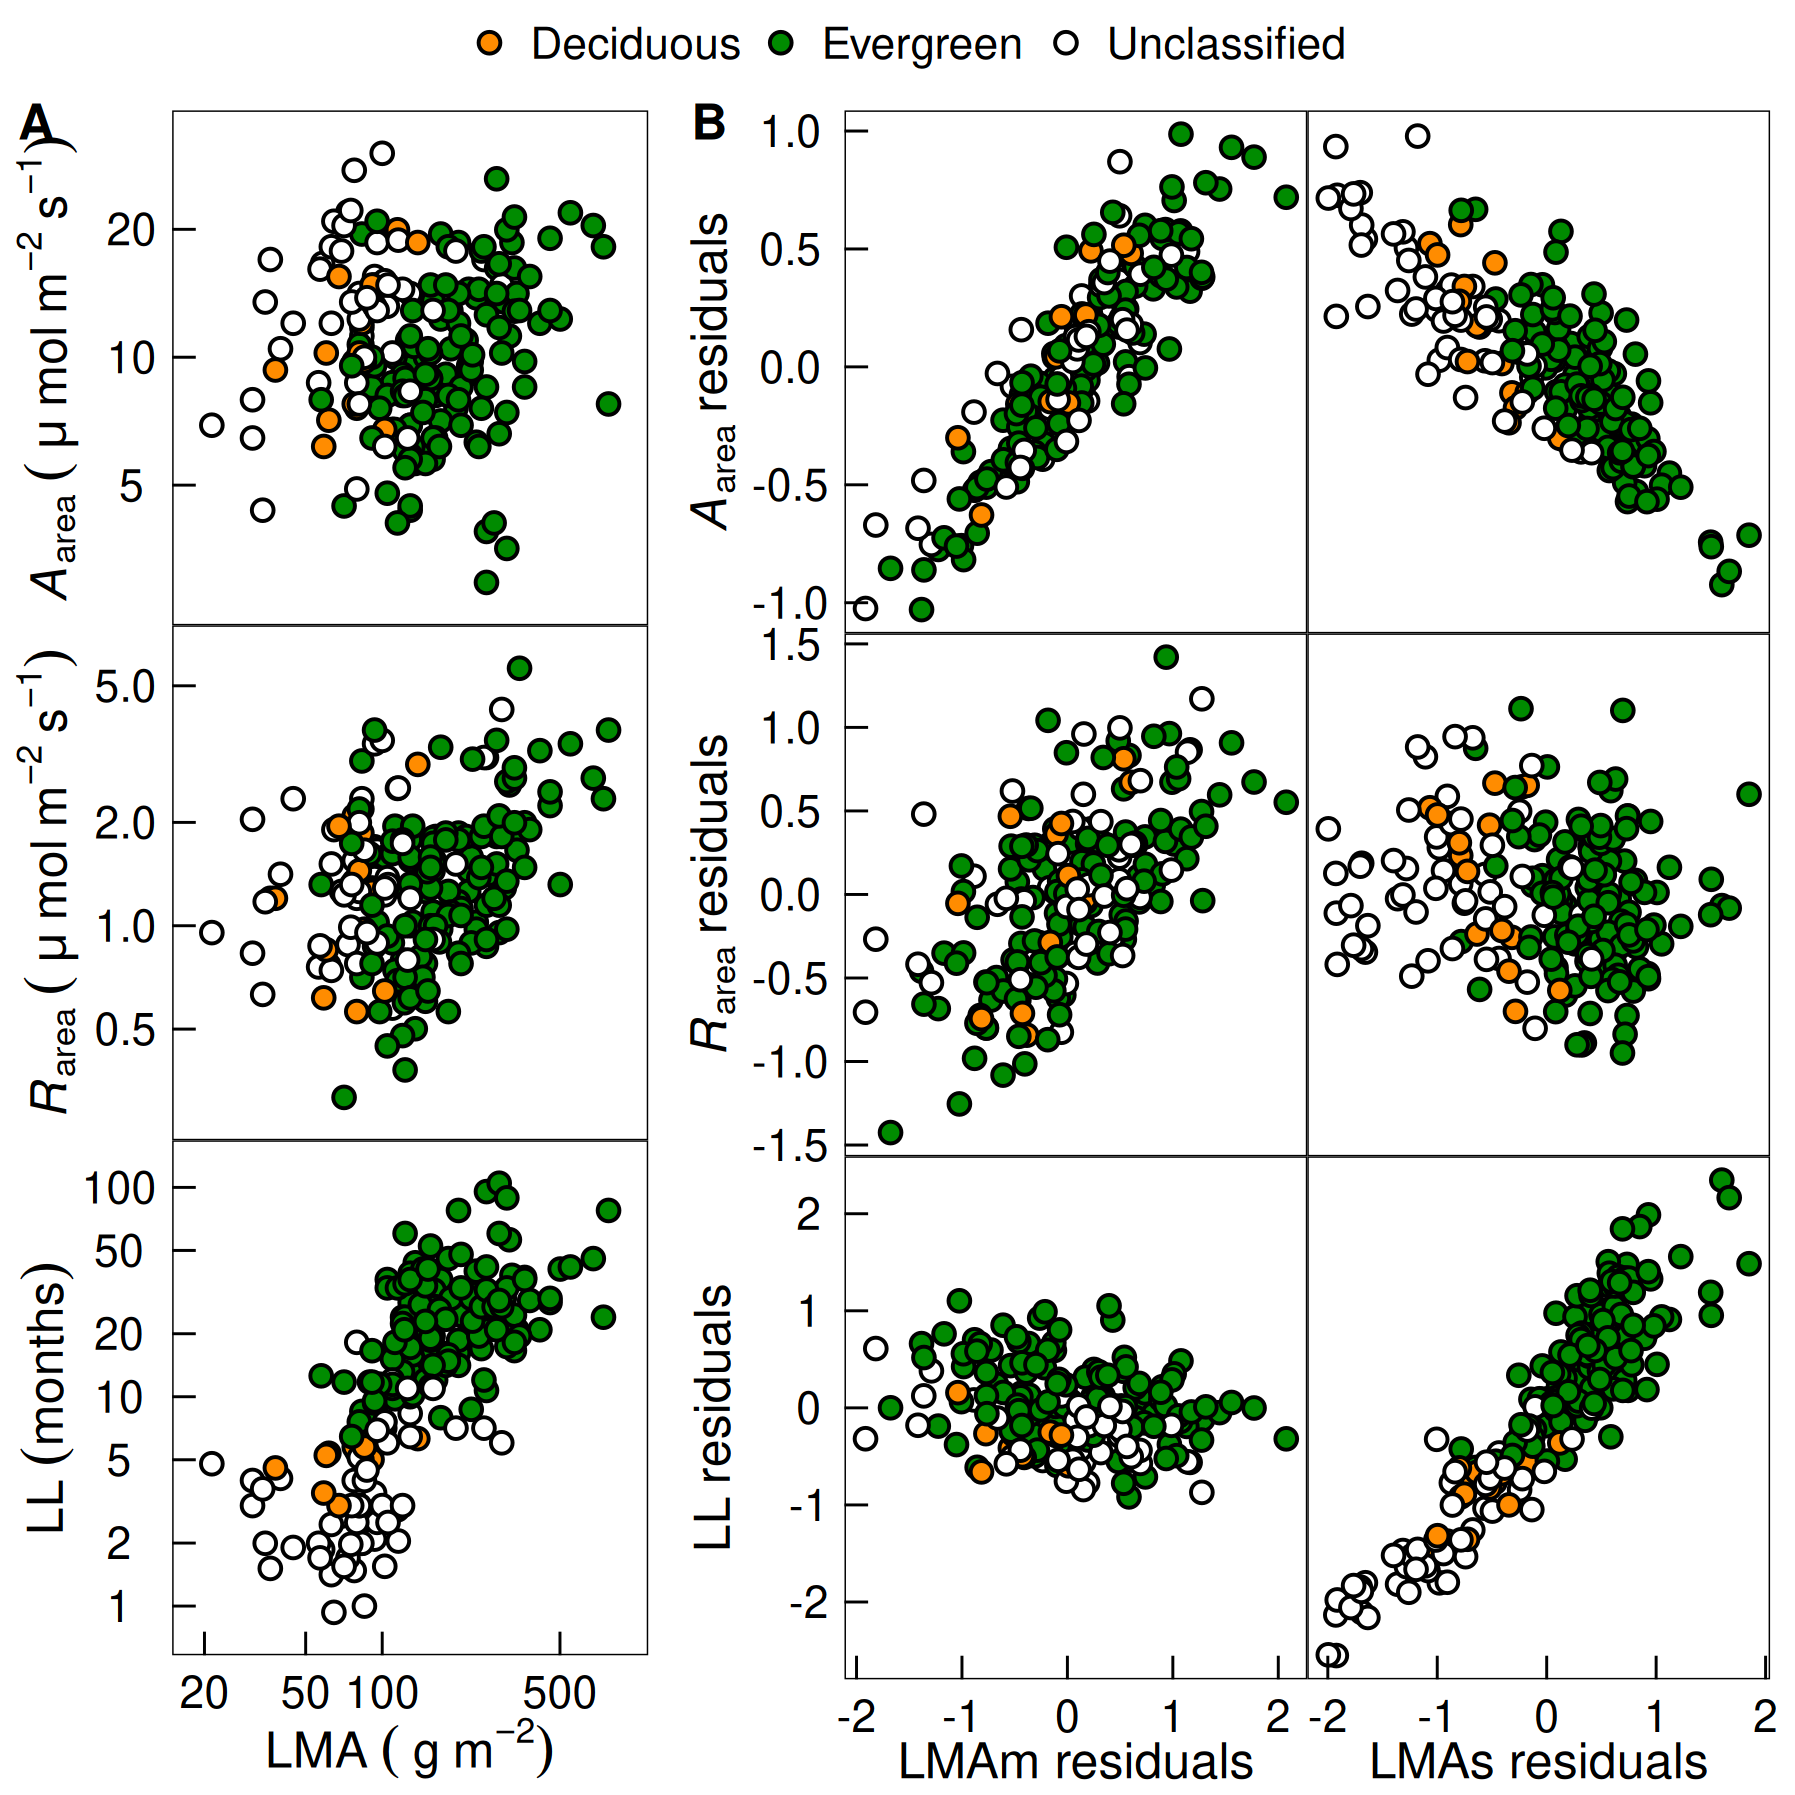 Deciduous Evergreen Unclassified
A
A area ( μ mol m−2 s−1)
20
10
5
R area ( μ mol m−2 s−1)
5.0
2.0
1.0
0.5
LL (months)
100
50
20
10
5
2
1
20 50 100 500
LMA ( g m−2)
B
A area residuals
1.0
0.5
0.0
-0.5
-1.0
R area residuals
1.5
1.0
0.5
0.0
-0.5
-1.0
-1.5
LL residuals
2
1
0
-1
-2
-2 -1 0 1 2
-2 -1 0 1 2
LMAm residuals
LMAs residuals